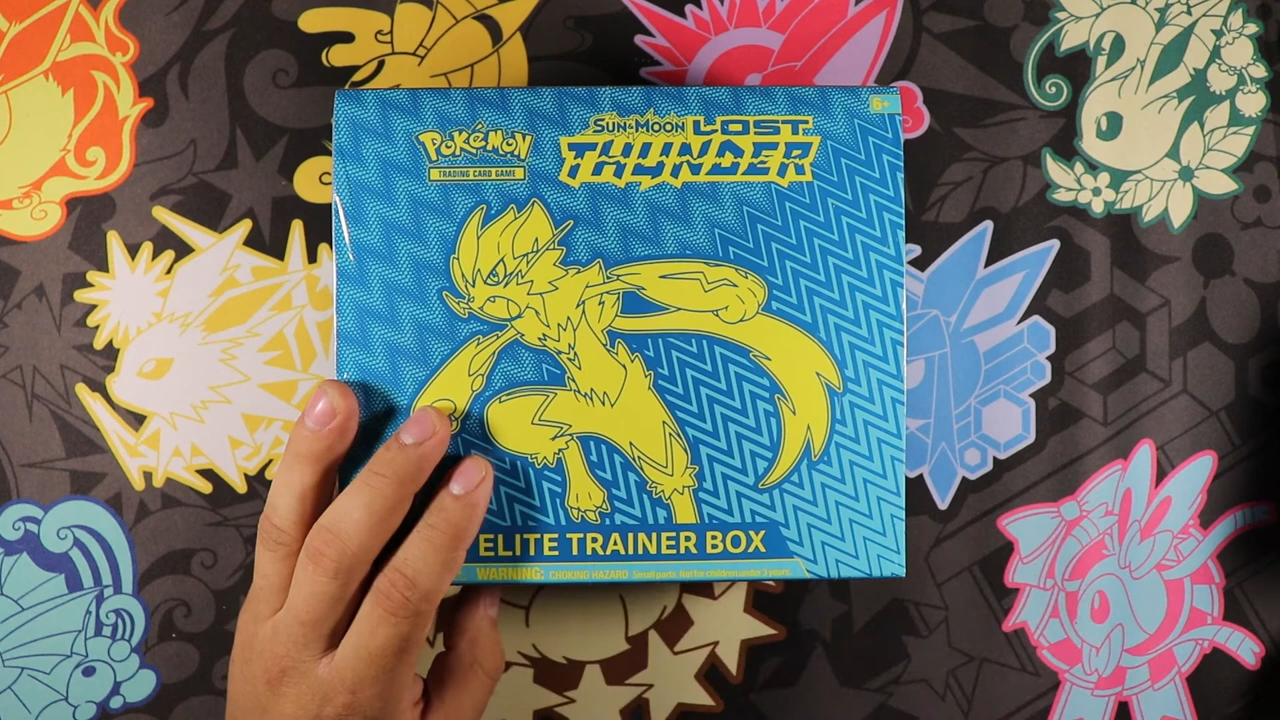 6+
POKéMON
TRADING CARD GAME
SUN & MOON LOST
THUNDER
ELITE TRAINER BOX
WARNING: CHOKING HAZARD Small parts. Not for children under 3 years.